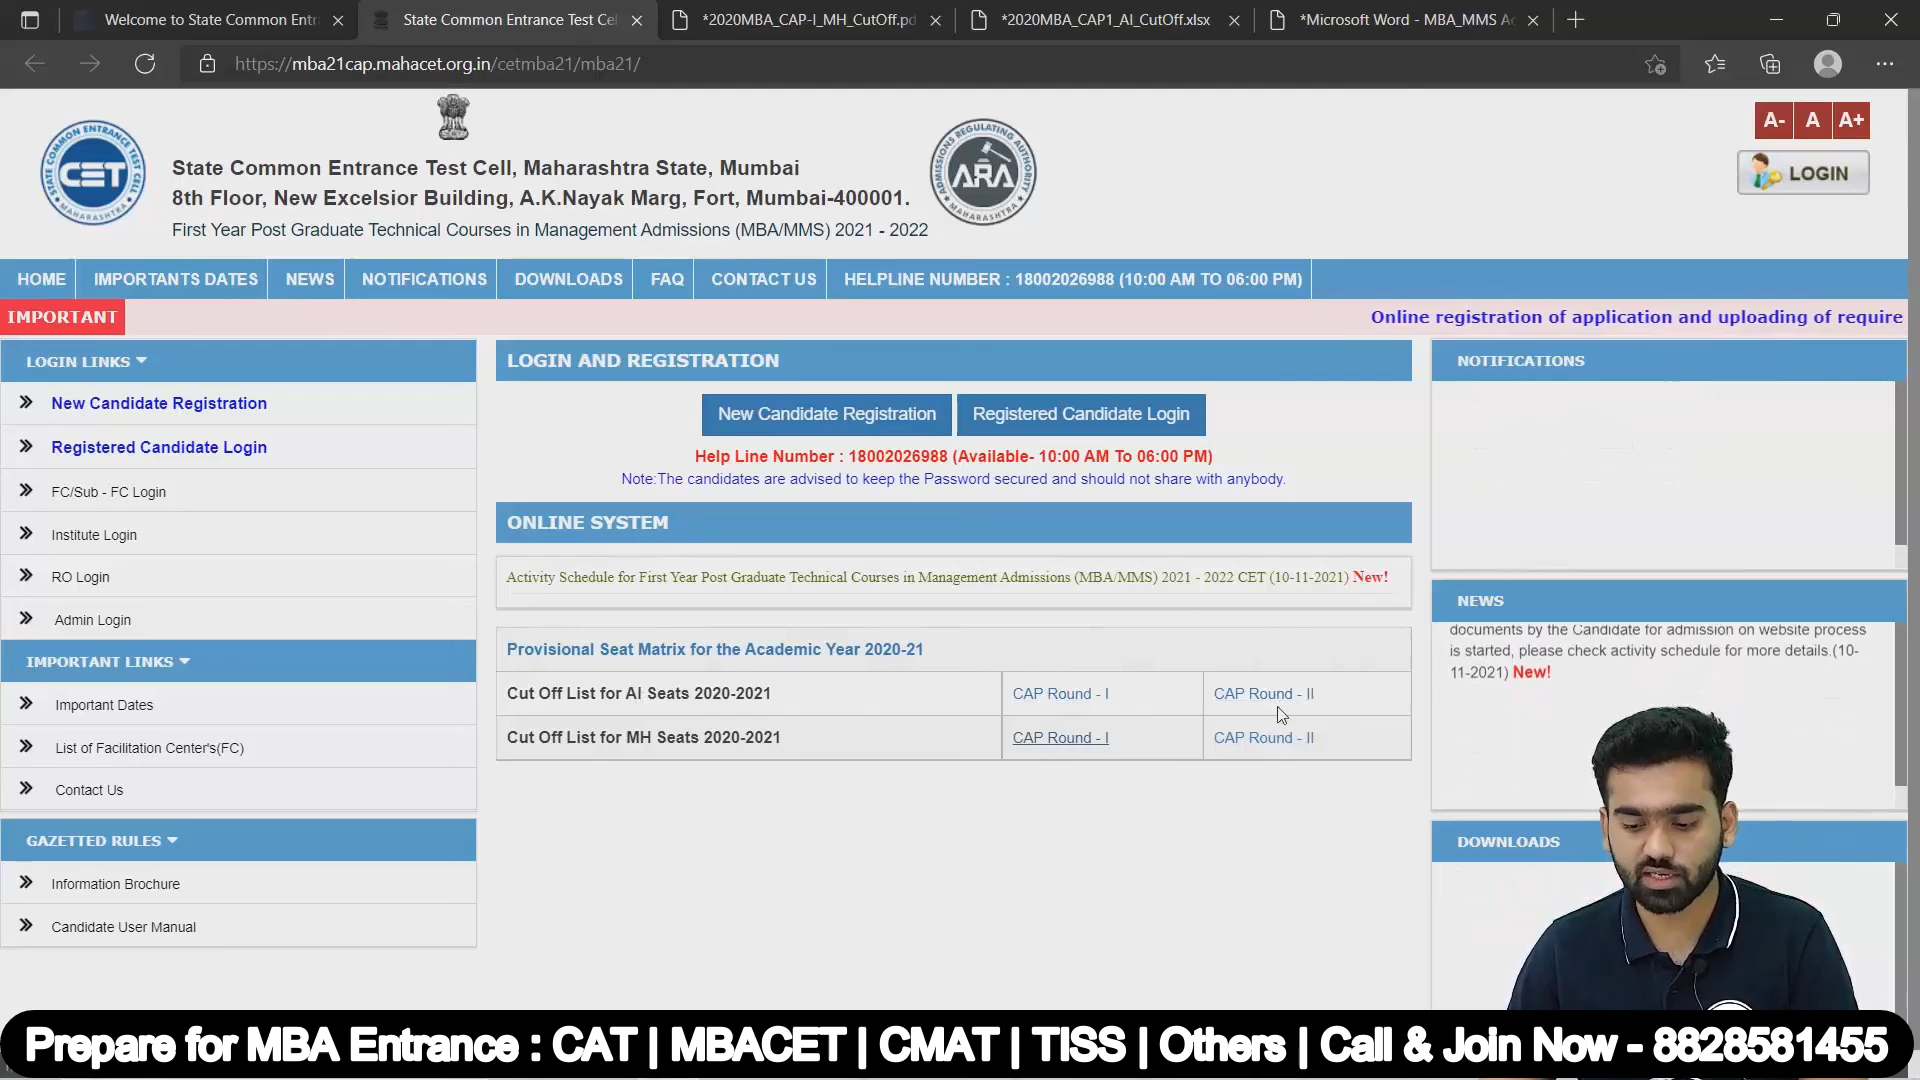 Welcome to State Common Entr
State Common Entrance Test Cel
*2020MBA_CAP-I_MH_CutOff.pd
*2020MBA_CAP1_AI_CutOff.xlsx
*Microsoft Word - MBA_MMS Ac
https://mba21cap.mahacet.org.in/cetmba21/mba21/
STATE COMMON ENTRANCE TEST CELL
CET
MAHARASHTRA
State Common Entrance Test Cell, Maharashtra State, Mumbai
8th Floor, New Excelsior Building, A.K.Nayak Marg, Fort, Mumbai-400001.
First Year Post Graduate Technical Courses in Management Admissions (MBA/MMS) 2021 - 2022
ADMISSIONS REGULATING AUTHORITY
ARA
MAHARASHTRA
A- A A+
LOGIN
HOME IMPORTANTS DATES NEWS NOTIFICATIONS DOWNLOADS FAQ CONTACT US HELPLINE NUMBER : 18002026988 (10:00 AM TO 06:00 PM)
IMPORTANT
Online registration of application and uploading of require
LOGIN LINKS
New Candidate Registration
Registered Candidate Login
FC/Sub - FC Login
Institute Login
RO Login
Admin Login
IMPORTANT LINKS
Important Dates
List of Facilitation Center's(FC)
Contact Us
GAZETTED RULES
Information Brochure
Candidate User Manual
LOGIN AND REGISTRATION
New Candidate Registration Registered Candidate Login
Help Line Number : 18002026988 (Available- 10:00 AM To 06:00 PM)
Note:The candidates are advised to keep the Password secured and should not share with anybody.
ONLINE SYSTEM
Activity Schedule for First Year Post Graduate Technical Courses in Management Admissions (MBA/MMS) 2021 - 2022 CET (10-11-2021) New!
Provisional Seat Matrix for the Academic Year 2020-21
Cut Off List for AI Seats 2020-2021 CAP Round - I CAP Round - II
Cut Off List for MH Seats 2020-2021 CAP Round - I CAP Round - II
NOTIFICATIONS
NEWS
documents by the Candidate for admission on website process
is started, please check activity schedule for more details.(10-
11-2021) New!
DOWNLOADS
Prepare for MBA Entrance : CAT | MBACET | CMAT | TISS | Others | Call & Join Now - 8828581455